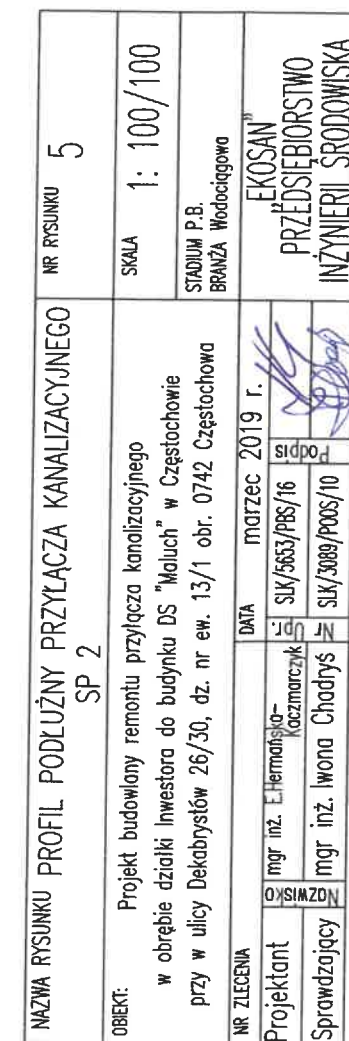 NAZWA RYSUNKU PROFIL PODŁUŻNY PRZYŁĄCZA KANALIZACYJNEGO
SP 2
NR RYSUNKU 5
OBIEKT: Projekt budowlany remontu przyłącza kanalizacyjnego
w obrębie działki Inwestora do budynku DS "Maluch" w Częstochowie
przy w ulicy Dekabrystów 26/30, dz. nr ew. 13/1 obr. 0742 Częstochowa
SKALA 1: 100/100
STADIUM P.B.
BRANŻA Wodociągowa
NR ZLECENIA
DATA marzec 2019 r.
Projektant
Nazwisko
mgr inż. E.Hermańska-
Kaczmarczyk
Nr Upr.
SLK/5653/PBS/16
Podpis
Sprawdzający
mgr inż. Iwona Chadryś
SLK/3089/POOS/10
EKOSAN"
PRZEDSIĘBIORSTWO
INŻYNIERII ŚRODOWISKA